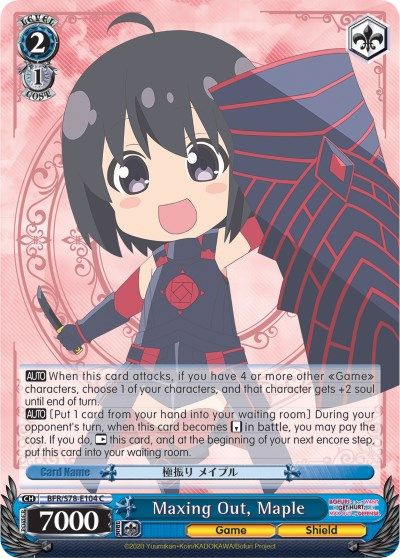 LEVEL
2
1
COST
AUTO When this card attacks, if you have 4 or more other «Game»
characters, choose 1 of your characters, and that character gets +2 soul
until end of turn.
AUTO [Put 1 card from your hand into your waiting room] During your
opponent's turn, when this card becomes in battle, you may pay the
cost. If you do, this card, and at the beginning of your next encore step,
put this card into your waiting room.
Card Name
極振り メイプル
CH
BFR/S78-E104 C
POWER
7000
SOUL
Maxing Out, Maple
Game
Shield
©2020 Yuumikan・Koin/KADOKAWA/Bofuri Project